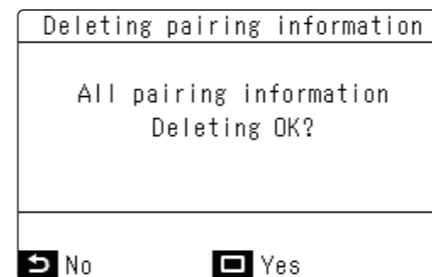 Deleting pairing information
All pairing information
Deleting OK?
No Yes